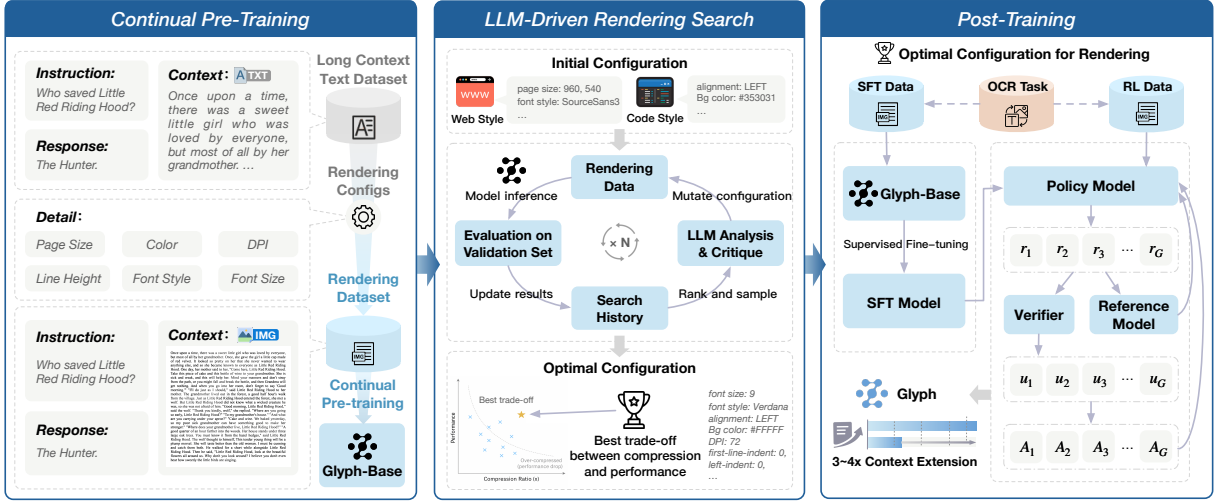 Continual Pre-Training
Instruction:
Who saved Little
Red Riding Hood?
Response:
The Hunter.
Context:
TXT
Once upon a time,
there was a sweet
little girl who was
loved by everyone,
but most of all by her
grandmother. ...
Long Context
Text Dataset
Rendering
Configs
Detail:
Page Size
Color
DPI
Line Height
Font Style
Font Size
Rendering
Dataset
Instruction:
Who saved Little
Red Riding Hood?
Response:
The Hunter.
Context:
IMG
IMG
Continual
Pre-training
Glyph-Base
LLM-Driven Rendering Search
Initial Configuration
WWW
Web Style
page size: 960, 540
font style: SourceSans3
...
Code Style
alignment: LEFT
Bg color: #353031
...
Rendering
Data
Model inference
Mutate configuration
Evaluation on
Validation Set
× N
LLM Analysis
& Critique
Update results
Rank and sample
Search
History
Optimal Configuration
Performance
Best trade-off
Over-compressed
(performance drop)
Compression Ratio (s)
Best trade-off
between compression
and performance
font size: 9
font style: Verdana
alignment: LEFT
Bg color: #FFFFFF
DPI: 72
first-line-indent: 0,
left-indent: 0,
...
Post-Training
Optimal Configuration for Rendering
SFT Data
IMG
OCR Task
RL Data
IMG
Glyph-Base
Supervised Fine-tuning
SFT Model
Policy Model
r1 r2 r3 ... rG
Verifier
Reference
Model
u1 u2 u3 ... uG
A1 A2 A3 ... AG
Glyph
3~4x Context Extension